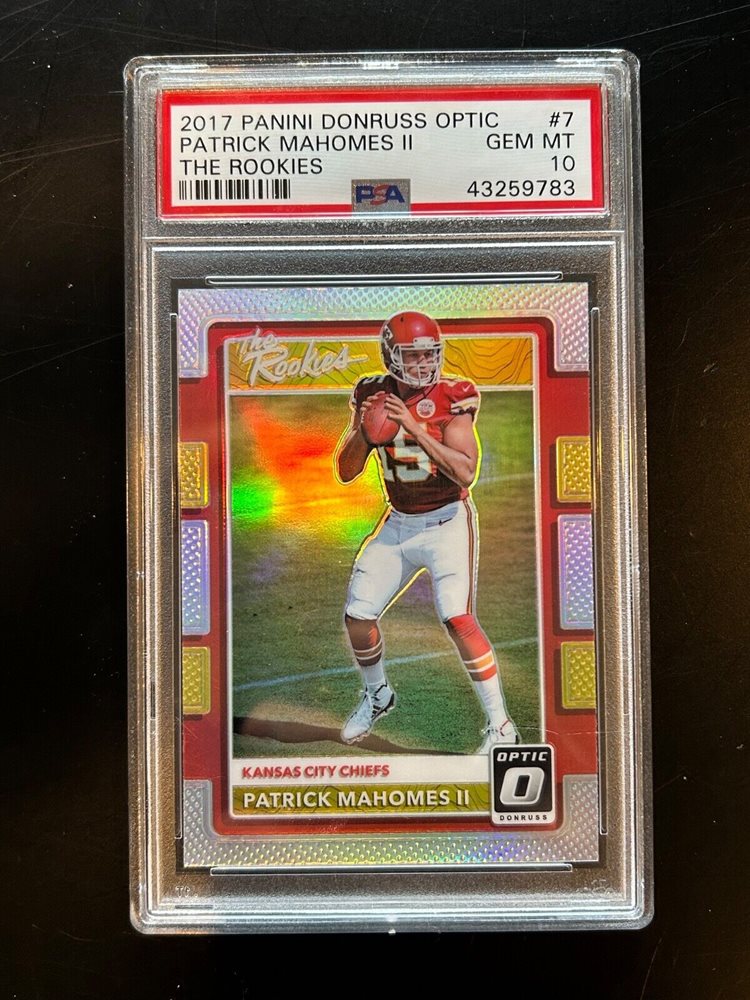 2017 PANINI DONRUSS OPTIC #7
PATRICK MAHOMES II GEM MT
THE ROOKIES 10
PSA 43259783
The Rookies
15
KANSAS CITY CHIEFS
PATRICK MAHOMES II
OPTIC
DONRUSS